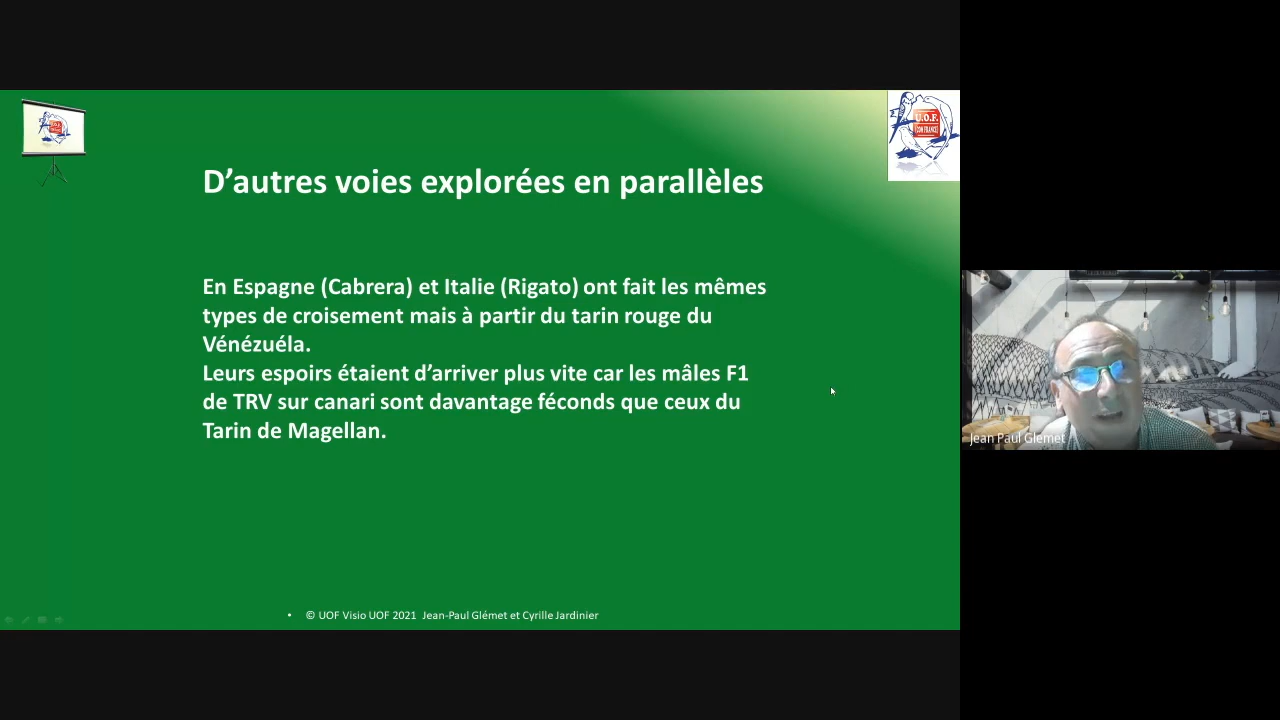 U.O.F.
COM FRANCE
D'autres voies explorées en parallèles
En Espagne (Cabrera) et Italie (Rigato) ont fait les mêmes
types de croisement mais à partir du tarin rouge du
Vénézuéla.
Leurs espoirs étaient d'arriver plus vite car les mâles F1
de TRV sur canari sont davantage féconds que ceux du
Tarin de Magellan.
Jean Paul Glemet
• © UOF Visio UOF 2021 Jean-Paul Glémet et Cyrille Jardinier